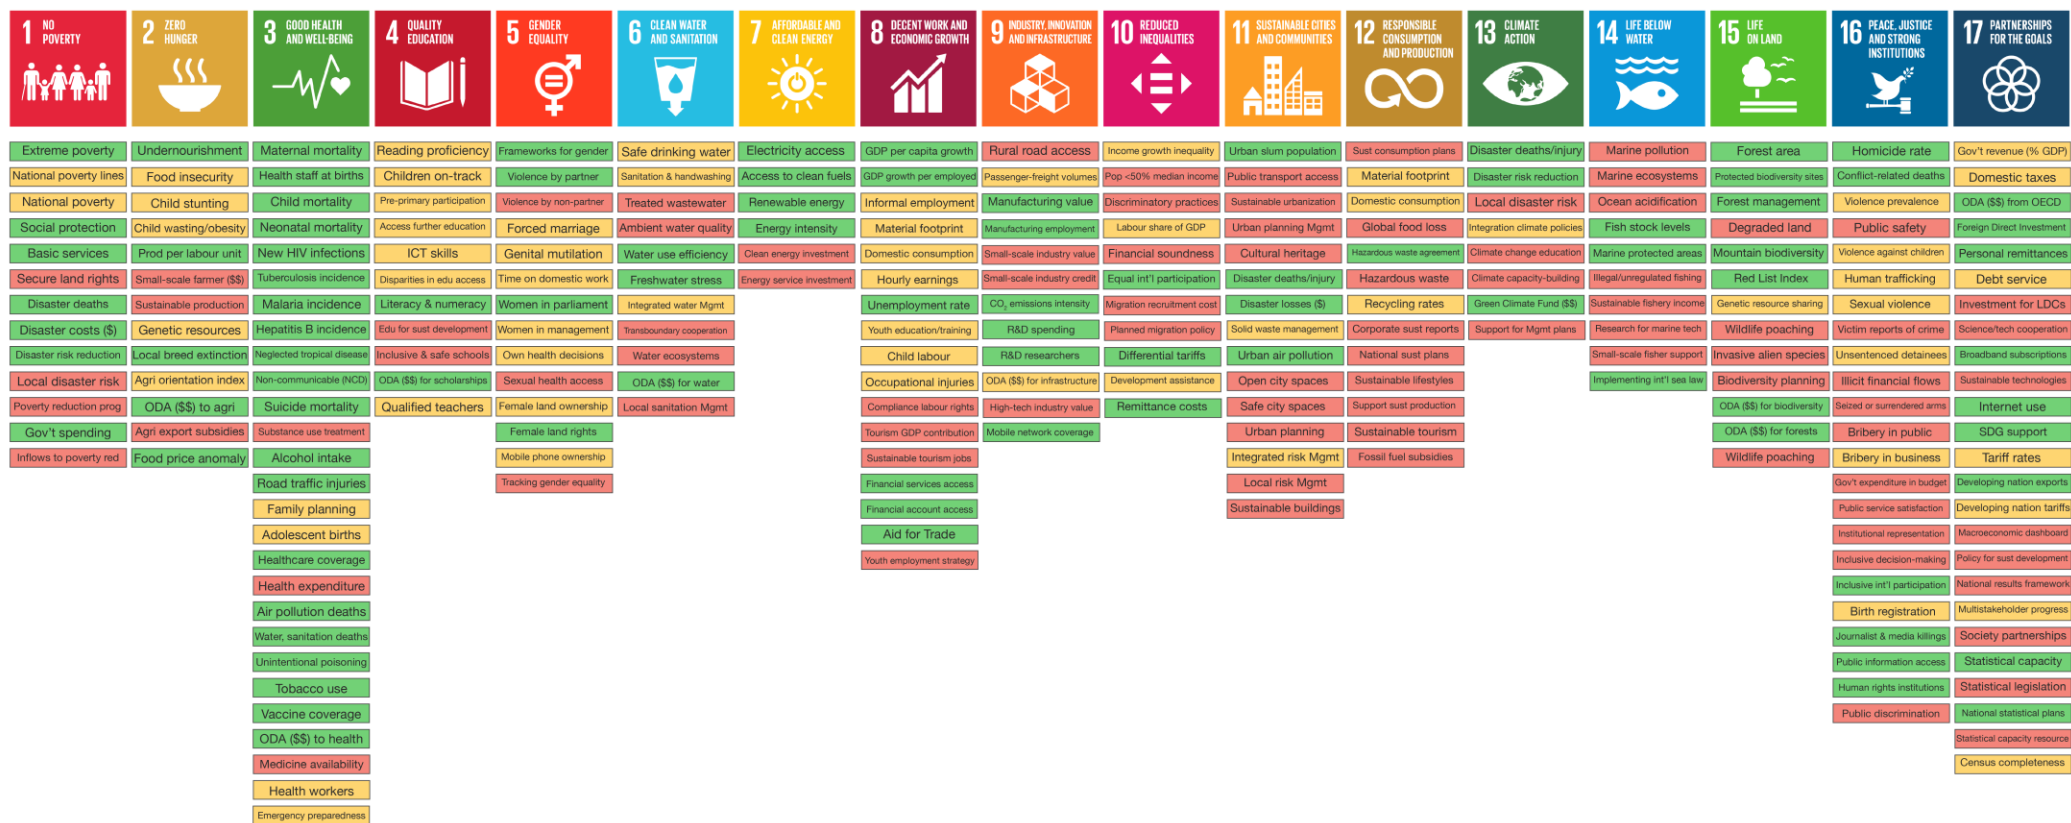 1 NO
POVERTY
Extreme poverty
National poverty lines
National poverty
Social protection
Basic services
Secure land rights
Disaster deaths
Disaster costs ($)
Disaster risk reduction
Local disaster risk
Poverty reduction prog
Gov't spending
Inflows to poverty red
2 ZERO
HUNGER
Undernourishment
Food insecurity
Child stunting
Child wasting/obesity
Prod per labour unit
Small-scale farmer ($$)
Sustainable production
Genetic resources
Local breed extinction
Agri orientation index
ODA ($$) to agri
Agri export subsidies
Food price anomaly
3 GOOD HEALTH
AND WELL-BEING
Maternal mortality
Health staff at births
Child mortality
Neonatal mortality
New HIV infections
Tuberculosis incidence
Malaria incidence
Hepatitis B incidence
Neglected tropical disease
Non-communicable (NCD)
Suicide mortality
Substance use treatment
Alcohol intake
Road traffic injuries
Family planning
Adolescent births
Healthcare coverage
Health expenditure
Air pollution deaths
Water, sanitation deaths
Unintentional poisoning
Tobacco use
Vaccine coverage
ODA ($$) to health
Medicine availability
Health workers
Emergency preparedness
4 QUALITY
EDUCATION
Reading proficiency
Children on-track
Pre-primary participation
Access further education
ICT skills
Disparities in edu access
Literacy & numeracy
Edu for sust development
Inclusive & safe schools
ODA ($$) for scholarships
Qualified teachers
5 GENDER
EQUALITY
Frameworks for gender
Violence by partner
Violence by non-partner
Forced marriage
Genital mutilation
Time on domestic work
Women in parliament
Women in management
Own health decisions
Sexual health access
Female land ownership
Female land rights
Mobile phone ownership
Tracking gender equality
6 CLEAN WATER
AND SANITATION
Safe drinking water
Sanitation & handwashing
Treated wastewater
Ambient water quality
Water use efficiency
Freshwater stress
Integrated water Mgmt
Transboundary cooperation
Water ecosystems
ODA ($$) for water
Local sanitation Mgmt
7 AFFORDABLE AND
CLEAN ENERGY
Electricity access
Access to clean fuels
Renewable energy
Energy intensity
Clean energy investment
Energy service investment
8 DECENT WORK AND
ECONOMIC GROWTH
GDP per capita growth
GDP growth per employed
Informal employment
Material footprint
Domestic consumption
Hourly earnings
Unemployment rate
Youth education/training
Child labour
Occupational injuries
Compliance labour rights
Tourism GDP contribution
Sustainable tourism jobs
Financial services access
Financial account access
Aid for Trade
Youth employment strategy
9 INDUSTRY, INNOVATION
AND INFRASTRUCTURE
Rural road access
Passenger-freight volumes
Manufacturing value
Manufacturing employment
Small-scale industry value
Small-scale industry credit
CO₂ emissions intensity
R&D spending
R&D researchers
ODA ($$) for infrastructure
High-tech industry value
Mobile network coverage
10 REDUCED
INEQUALITIES
Income growth inequality
Pop <50% median income
Discriminatory practices
Labour share of GDP
Financial soundness
Equal int'l participation
Migration recruitment cost
Planned migration policy
Differential tariffs
Development assistance
Remittance costs
11 SUSTAINABLE CITIES
AND COMMUNITIES
Urban slum population
Public transport access
Sustainable urbanization
Urban planning Mgmt
Cultural heritage
Disaster deaths/injury
Disaster losses ($)
Solid waste management
Urban air pollution
Open city spaces
Safe city spaces
Urban planning
Integrated risk Mgmt
Local risk Mgmt
Sustainable buildings
12 RESPONSIBLE
CONSUMPTION
AND PRODUCTION
Sust consumption plans
Material footprint
Domestic consumption
Global food loss
Hazardous waste agreement
Hazardous waste
Recycling rates
Corporate sust reports
National sust plans
Sustainable lifestyles
Support sust production
Sustainable tourism
Fossil fuel subsidies
13 CLIMATE
ACTION
Disaster deaths/injury
Disaster risk reduction
Local disaster risk
Integration climate policies
Climate change education
Climate capacity-building
Green Climate Fund ($$)
Support for Mgmt plans
14 LIFE BELOW
WATER
Marine pollution
Marine ecosystems
Ocean acidification
Fish stock levels
Marine protected areas
Illegal/unregulated fishing
Sustainable fishery income
Research for marine tech
Small-scale fisher support
Implementing int'l sea law
15 LIFE
ON LAND
Forest area
Protected biodiversity sites
Forest management
Degraded land
Mountain biodiversity
Red List Index
Genetic resource sharing
Wildlife poaching
Invasive alien species
Biodiversity planning
ODA ($$) for biodiversity
ODA ($$) for forests
Wildlife poaching
16 PEACE, JUSTICE
AND STRONG
INSTITUTIONS
Homicide rate
Conflict-related deaths
Violence prevalence
Public safety
Violence against children
Human trafficking
Sexual violence
Victim reports of crime
Unsentenced detainees
Illicit financial flows
Seized or surrendered arms
Bribery in public
Bribery in business
Gov't expenditure in budget
Public service satisfaction
Institutional representation
Inclusive decision-making
Inclusive int'l participation
Birth registration
Journalist & media killings
Public information access
Human rights institutions
Public discrimination
17 PARTNERSHIPS
FOR THE GOALS
Gov't revenue (% GDP)
Domestic taxes
ODA ($$) from OECD
Foreign Direct Investment
Personal remittances
Debt service
Investment for LDCs
Science/tech cooperation
Broadband subscriptions
Sustainable technologies
Internet use
SDG support
Tariff rates
Developing nation exports
Developing nation tariffs
Macroeconomic dashboard
Policy for sust development
National results framework
Multistakeholder progress
Society partnerships
Statistical capacity
Statistical legislation
National statistical plans
Statistical capacity resource
Census completeness